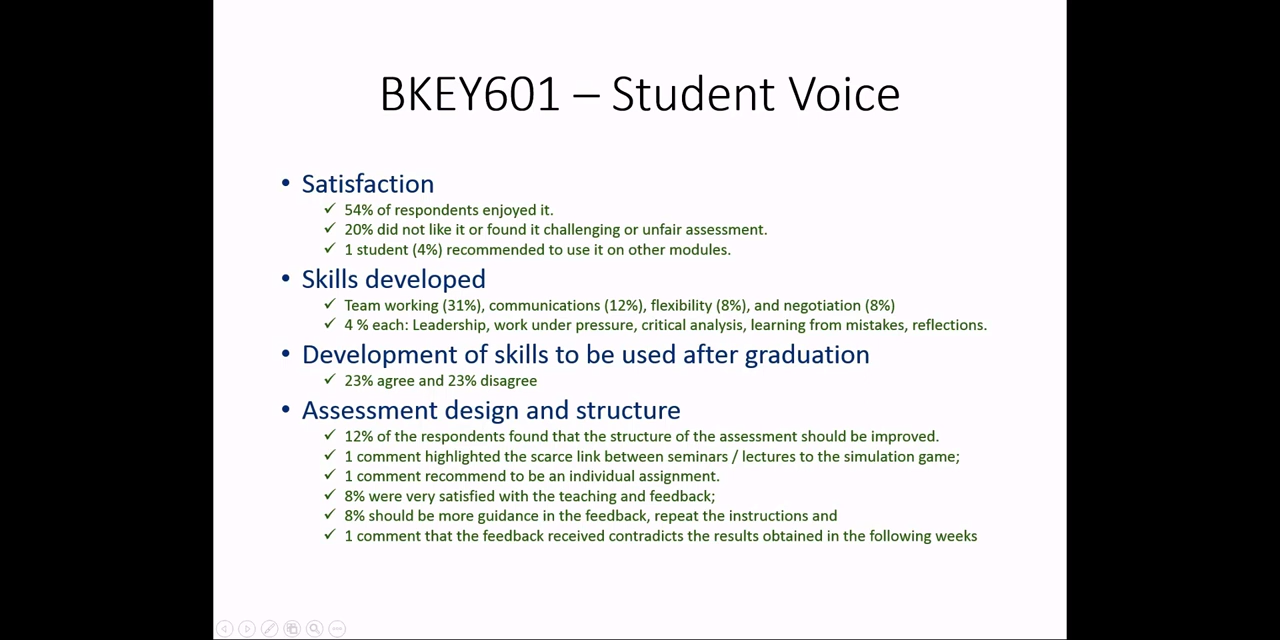 BKEY601 – Student Voice
• Satisfaction
✓ 54% of respondents enjoyed it.
✓ 20% did not like it or found it challenging or unfair assessment.
✓ 1 student (4%) recommended to use it on other modules.
• Skills developed
✓ Team working (31%), communications (12%), flexibility (8%), and negotiation (8%)
✓ 4 % each: Leadership, work under pressure, critical analysis, learning from mistakes, reflections.
• Development of skills to be used after graduation
✓ 23% agree and 23% disagree
• Assessment design and structure
✓ 12% of the respondents found that the structure of the assessment should be improved.
✓ 1 comment highlighted the scarce link between seminars / lectures to the simulation game;
✓ 1 comment recommend to be an individual assignment.
✓ 8% were very satisfied with the teaching and feedback;
✓ 8% should be more guidance in the feedback, repeat the instructions and
✓ 1 comment that the feedback received contradicts the results obtained in the following weeks